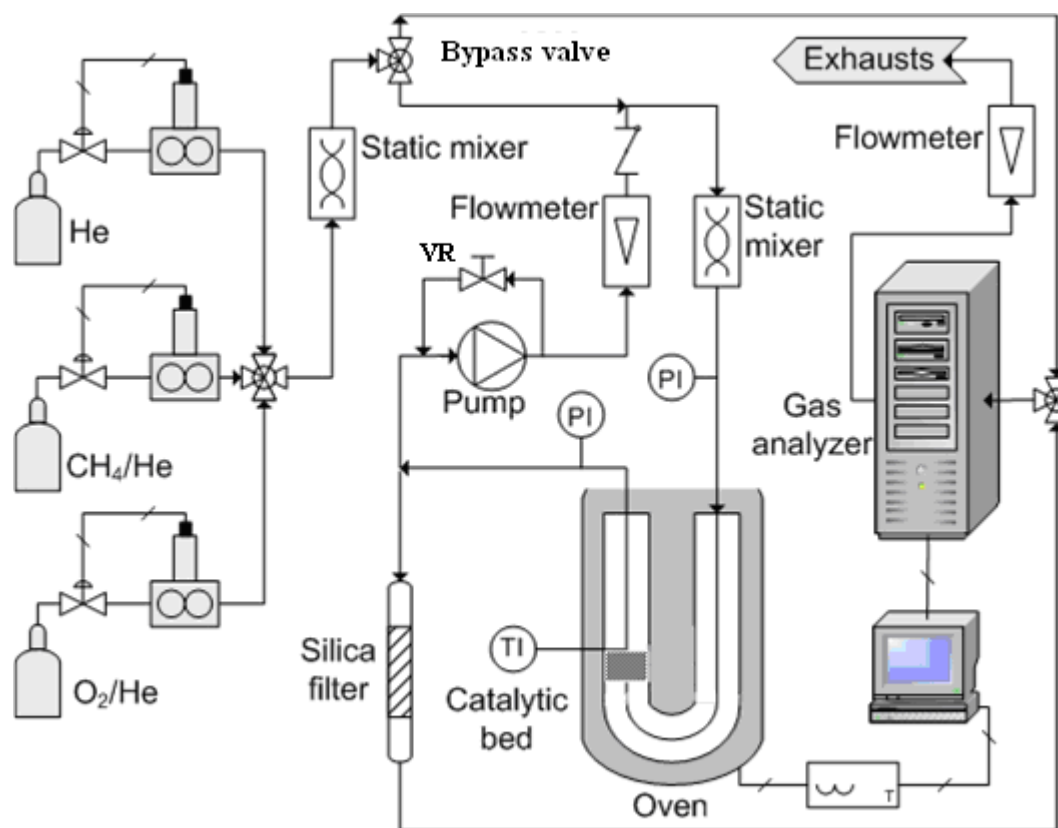 Bypass valve
Exhausts
Static mixer
Flowmeter
He
Flowmeter
Static
mixer
VR
PI
Pump
PI
Gas
analyzer
CH₄/He
TI
Silica
filter
Catalytic
bed
O₂/He
T
Oven